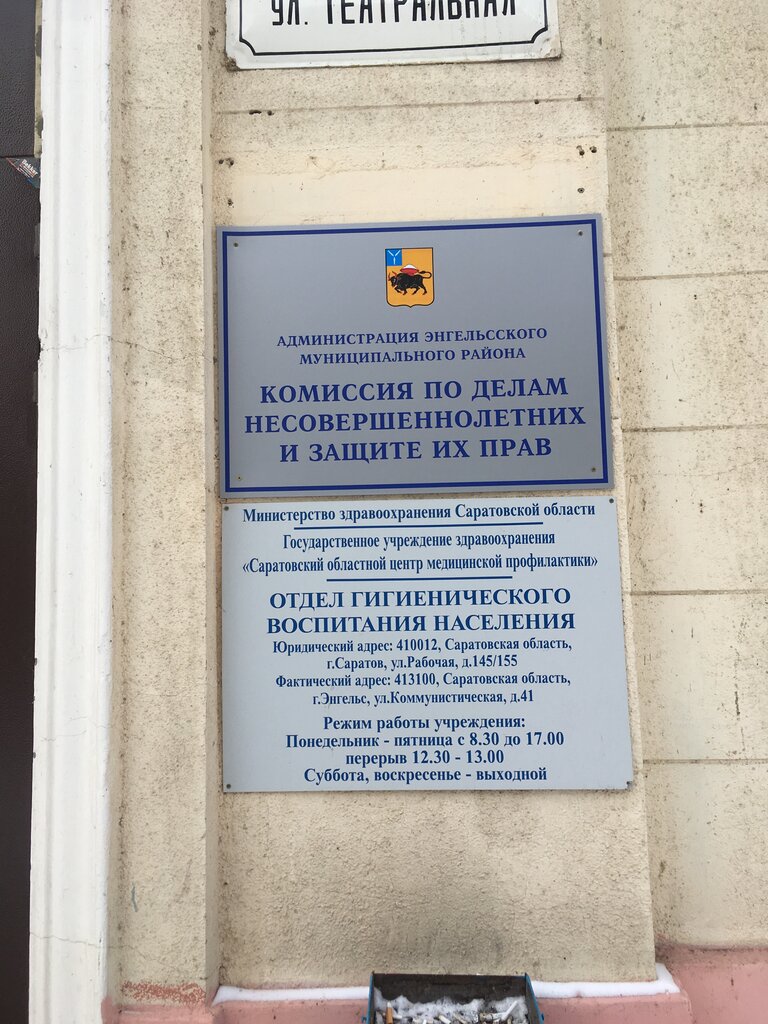 УЛ. ТЕАТРАЛЬНАЯ
АДМИНИСТРАЦИЯ ЭНГЕЛЬССКОГО
МУНИЦИПАЛЬНОГО РАЙОНА
КОМИССИЯ ПО ДЕЛАМ
НЕСОВЕРШЕННОЛЕТНИХ
И ЗАЩИТЕ ИХ ПРАВ
Министерство здравоохранения Саратовской области
Государственное учреждение здравоохранения
«Саратовский областной центр медицинской профилактики»
ОТДЕЛ ГИГИЕНИЧЕСКОГО
ВОСПИТАНИЯ НАСЕЛЕНИЯ
Юридический адрес: 410012, Саратовская область,
г.Саратов, ул.Рабочая, д.145/155
Фактический адрес: 413100, Саратовская область,
г.Энгельс, ул.Коммунистическая, д.41
Режим работы учреждения:
Понедельник - пятница с 8.30 до 17.00
перерыв 12.30 - 13.00
Суббота, воскресенье - выходной